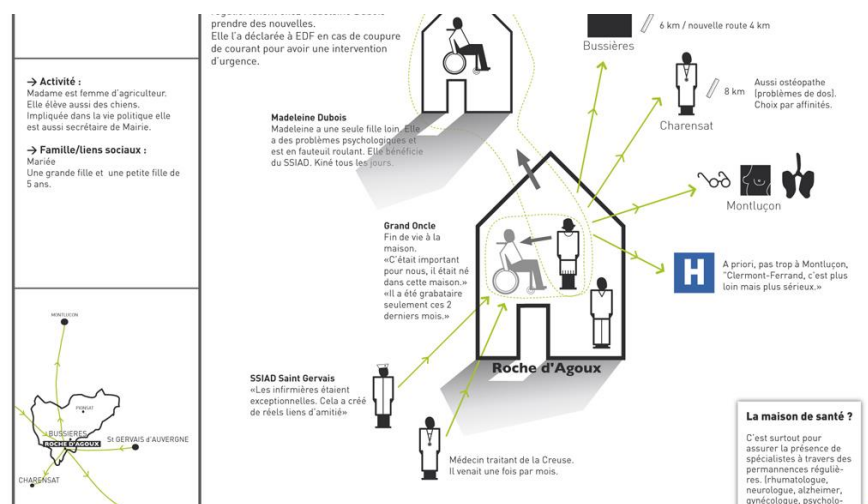 régulièrement chez Madeleine Dubois
prendre des nouvelles.
Elle l'a déclarée à EDF en cas de coupure
de courant pour avoir une intervention
d'urgence.
→ Activité :
Madame est femme d'agriculteur.
Elle élève aussi des chiens.
Impliquée dans la vie politique elle
est aussi secrétaire de Mairie.
→ Famille/liens sociaux :
Mariée
Une grande fille et une petite fille de
5 ans.
Madeleine Dubois
Madeleine a une seule fille loin. Elle
a des problèmes psychologiques et
est en fauteuil roulant. Elle bénéficie
du SSIAD. Kiné tous les jours.
6 km / nouvelle route 4 km
Bussières
8 km
Aussi ostéopathe
(problèmes de dos).
Choix par affinités.
Charensat
Montluçon
Grand Oncle
Fin de vie à la
maison.
«C'était important
pour nous, il était né
dans cette maison.»
«Il a été grabataire
seulement ces 2
derniers mois.»
H
A priori, pas trop à Montluçon,
"Clermont-Ferrand, c'est plus
loin mais plus sérieux.»
Roche d'Agoux
SSIAD Saint Gervais
«Les infirmières étaient
exceptionnelles. Cela a créé
de réels liens d'amitié»
Médecin traitant de la Creuse.
Il venait une fois par mois.
MONTLUÇON
PIONSAT
BUSSIERES
ROCHE D'AGOUX
St GERVAIS d'AUVERGNE
CHARENSAT
La maison de santé ?
C'est surtout pour
assurer la présence de
spécialistes à travers des
permannences réguliè-
res. (rhumatologue,
neurologue, alzheimer,
gynécologue, psycholo-